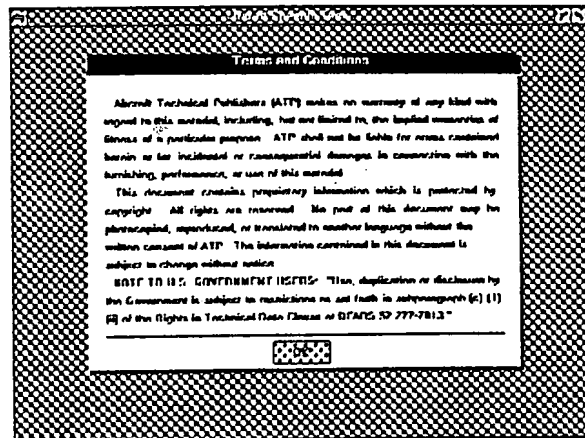 Terms and Conditions
Aircraft Technical Publishers (ATP) makes no warranty of any kind with
regard to this material, including, but not limited to, the implied warranties of
fitness of a particular purpose. ATP shall not be liable for errors contained
herein or for incidental or consequential damages in connection with the
furnishing, performance, or use of this material.
This document contains proprietary information which is protected by
copyright. All rights are reserved. No part of this document may be
photocopied, reproduced, or translated to another language without the
written consent of ATP. The information contained in this document is
subject to change without notice.
NOTE TO U.S. GOVERNMENT USERS: "Use, duplication or disclosure by
the Government is subject to restrictions as set forth in subparagraph (c) (1)
of the Rights in Technical Data Clause at DFARS 52.227-7013."